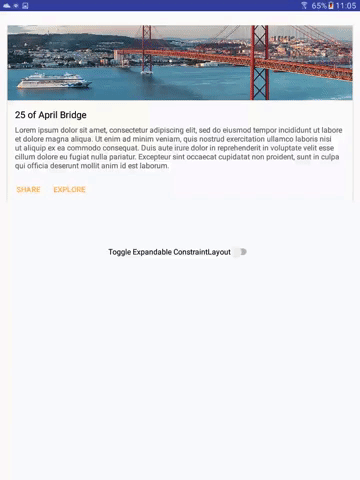 65% 11:05
25 of April Bridge
Lorem ipsum dolor sit amet, consectetur adipiscing elit, sed do eiusmod tempor incididunt ut labore
et dolore magna aliqua. Ut enim ad minim veniam, quis nostrud exercitation ullamco laboris nisi
ut aliquip ex ea commodo consequat. Duis aute irure dolor in reprehenderit in voluptate velit esse
cillum dolore eu fugiat nulla pariatur. Excepteur sint occaecat cupidatat non proident, sunt in culpa
qui officia deserunt mollit anim id est laborum.
SHARE EXPLORE
Toggle Expandable ConstraintLayout